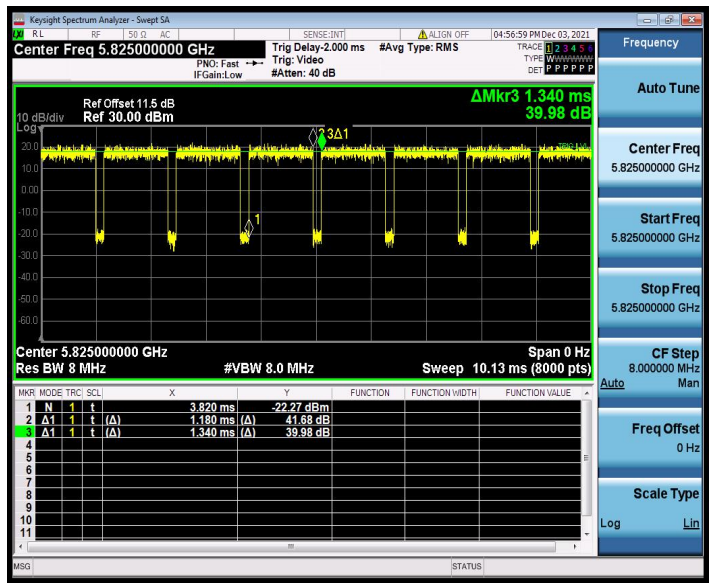 Keysight Spectrum Analyzer - Swept SA
LXI RL RF 50 Ω AC SENSE:INT ALIGN OFF 04:56:59 PM Dec 03, 2021
Center Freq 5.825000000 GHz
PNO: Fast
IFGain:Low
Trig Delay-2.000 ms
Trig: Video
#Atten: 40 dB
#Avg Type: RMS
TRACE 1 2 3 4 5 6
TYPE WWWWWW
DET P P P P P P
Frequency
Auto Tune
Center Freq
5.825000000 GHz
Start Freq
5.825000000 GHz
Stop Freq
5.825000000 GHz
CF Step
8.000000 MHz
Auto Man
Freq Offset
0 Hz
Scale Type
Log Lin
ΔMkr3 1.340 ms
39.98 dB
Ref Offset 11.5 dB
10 dB/div Ref 30.00 dBm
Log
20.0
10.0
0.00
-10.0
-20.0
-30.0
-40.0
-50.0
-60.0
2 3Δ1
TRIG LVL
1
Center 5.825000000 GHz Span 0 Hz
Res BW 8 MHz #VBW 8.0 MHz Sweep 10.13 ms (8000 pts)
MKR MODE TRC SCL X Y FUNCTION FUNCTION WIDTH FUNCTION VALUE
1 N 1 t 3.820 ms -22.27 dBm
2 Δ1 1 t (Δ) 1.180 ms (Δ) 41.68 dB
3 Δ1 1 t (Δ) 1.340 ms (Δ) 39.98 dB
4
5
6
7
8
9
10
11
MSG STATUS